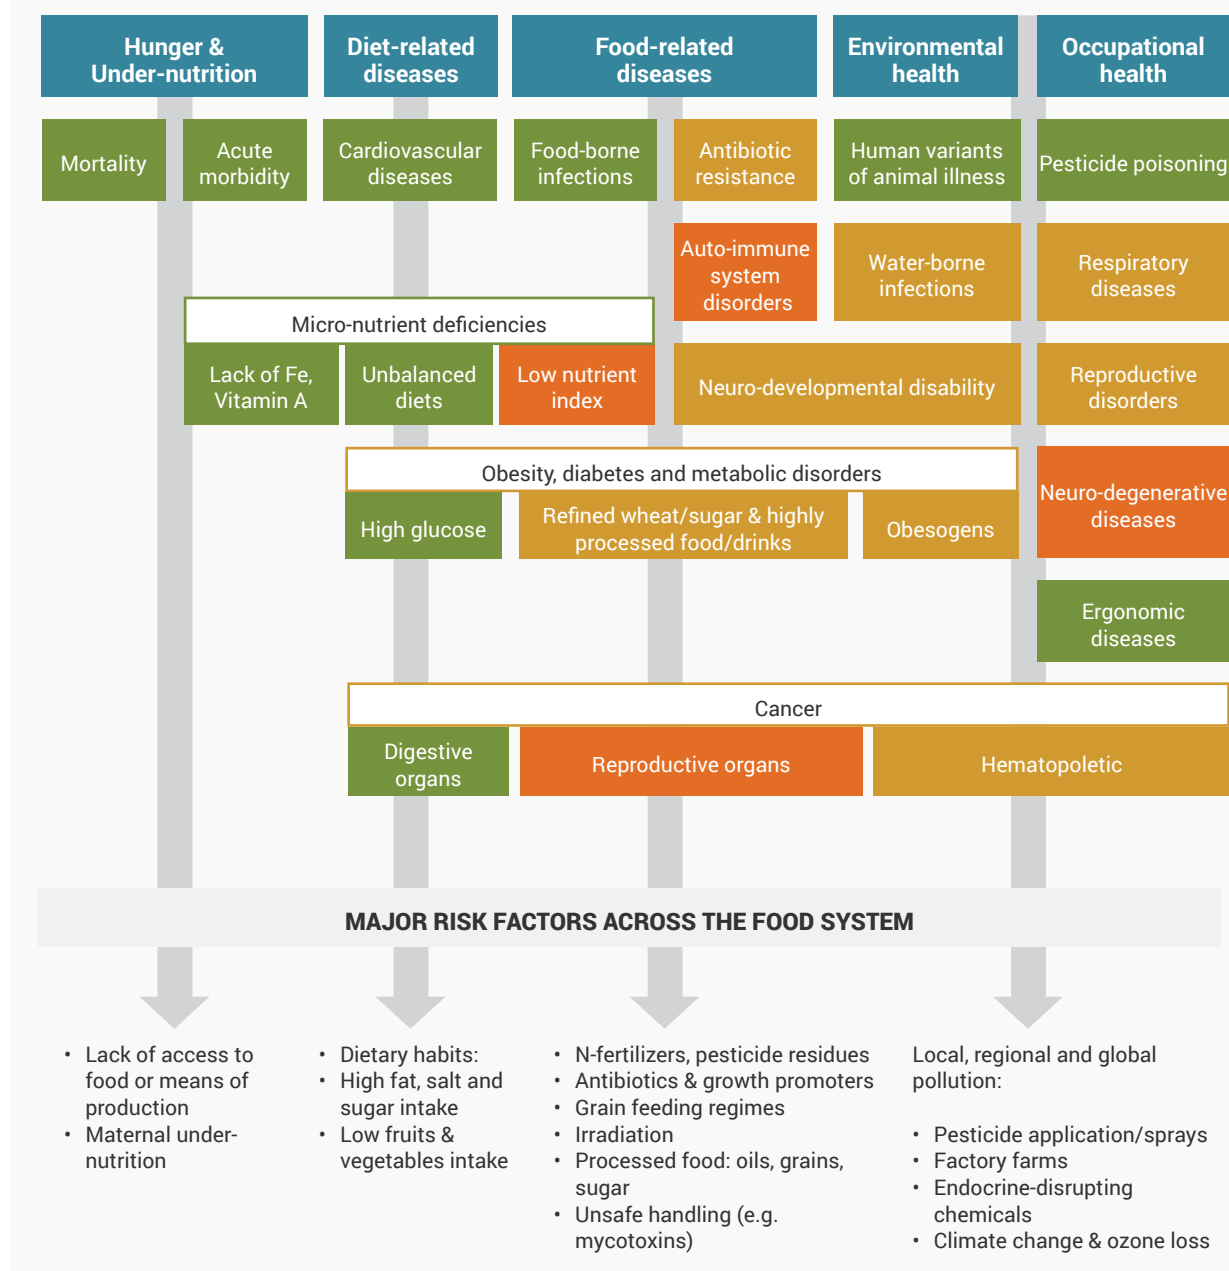 Hunger &
Under-nutrition
Diet-related
diseases
Food-related
diseases
Environmental
health
Occupational
health
Mortality
Acute
morbidity
Cardiovascular
diseases
Food-borne
infections
Antibiotic
resistance
Human variants
of animal illness
Pesticide poisoning
Auto-immune
system
disorders
Water-borne
infections
Respiratory
diseases
Micro-nutrient deficiencies
Lack of Fe,
Vitamin A
Unbalanced
diets
Low nutrient
index
Neuro-developmental disability
Reproductive
disorders
Obesity, diabetes and metabolic disorders
High glucose
Refined wheat/sugar & highly
processed food/drinks
Obesogens
Neuro-degenerative
diseases
Ergonomic
diseases
Cancer
Digestive
organs
Reproductive organs
Hematopoletic
MAJOR RISK FACTORS ACROSS THE FOOD SYSTEM
• Lack of access to
food or means of
production
• Maternal under-
nutrition
• Dietary habits:
• High fat, salt and
sugar intake
• Low fruits &
vegetables intake
• N-fertilizers, pesticide residues
• Antibiotics & growth promoters
• Grain feeding regimes
• Irradiation
• Processed food: oils, grains,
sugar
• Unsafe handling (e.g.
mycotoxins)
Local, regional and global
pollution:
• Pesticide application/sprays
• Factory farms
• Endocrine-disrupting
chemicals
• Climate change & ozone loss